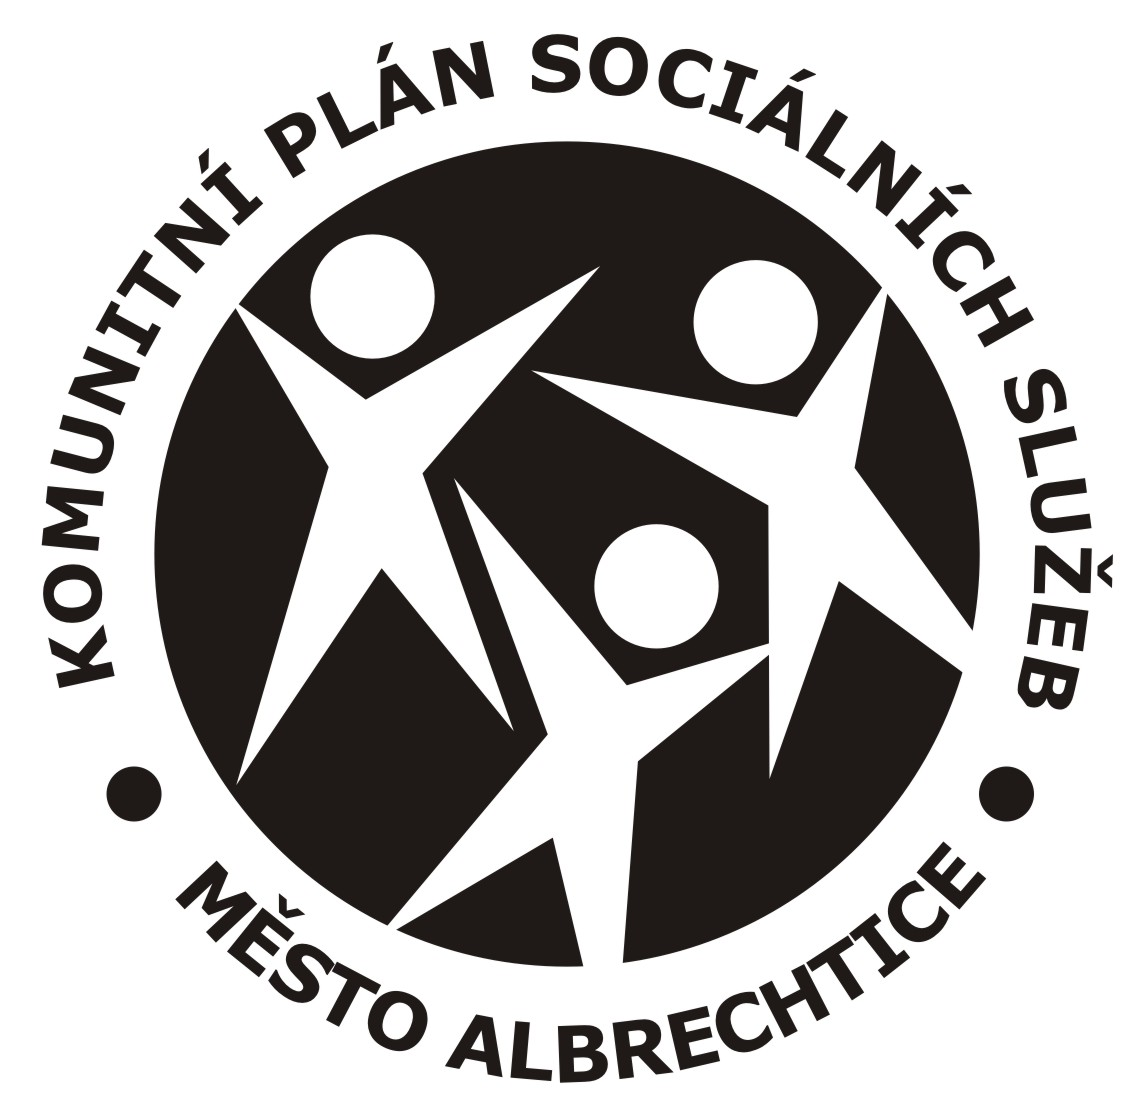 KOMUNITNÍ PLÁN SOCIÁLNÍCH SLUŽEB
MĚSTO ALBRECHTICE